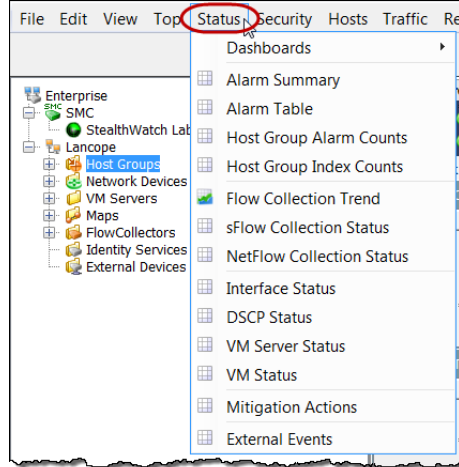 File Edit View Top Status Security Hosts Traffic
Dashboards
Alarm Summary
Alarm Table
Host Group Alarm Counts
Host Group Index Counts
Flow Collection Trend
sFlow Collection Status
NetFlow Collection Status
Interface Status
DSCP Status
VM Server Status
VM Status
Mitigation Actions
External Events
Enterprise
SMC
StealthWatch Lab
Lancope
Host Groups
Network Devices
VM Servers
Maps
FlowCollectors
Identity Services
External Devices